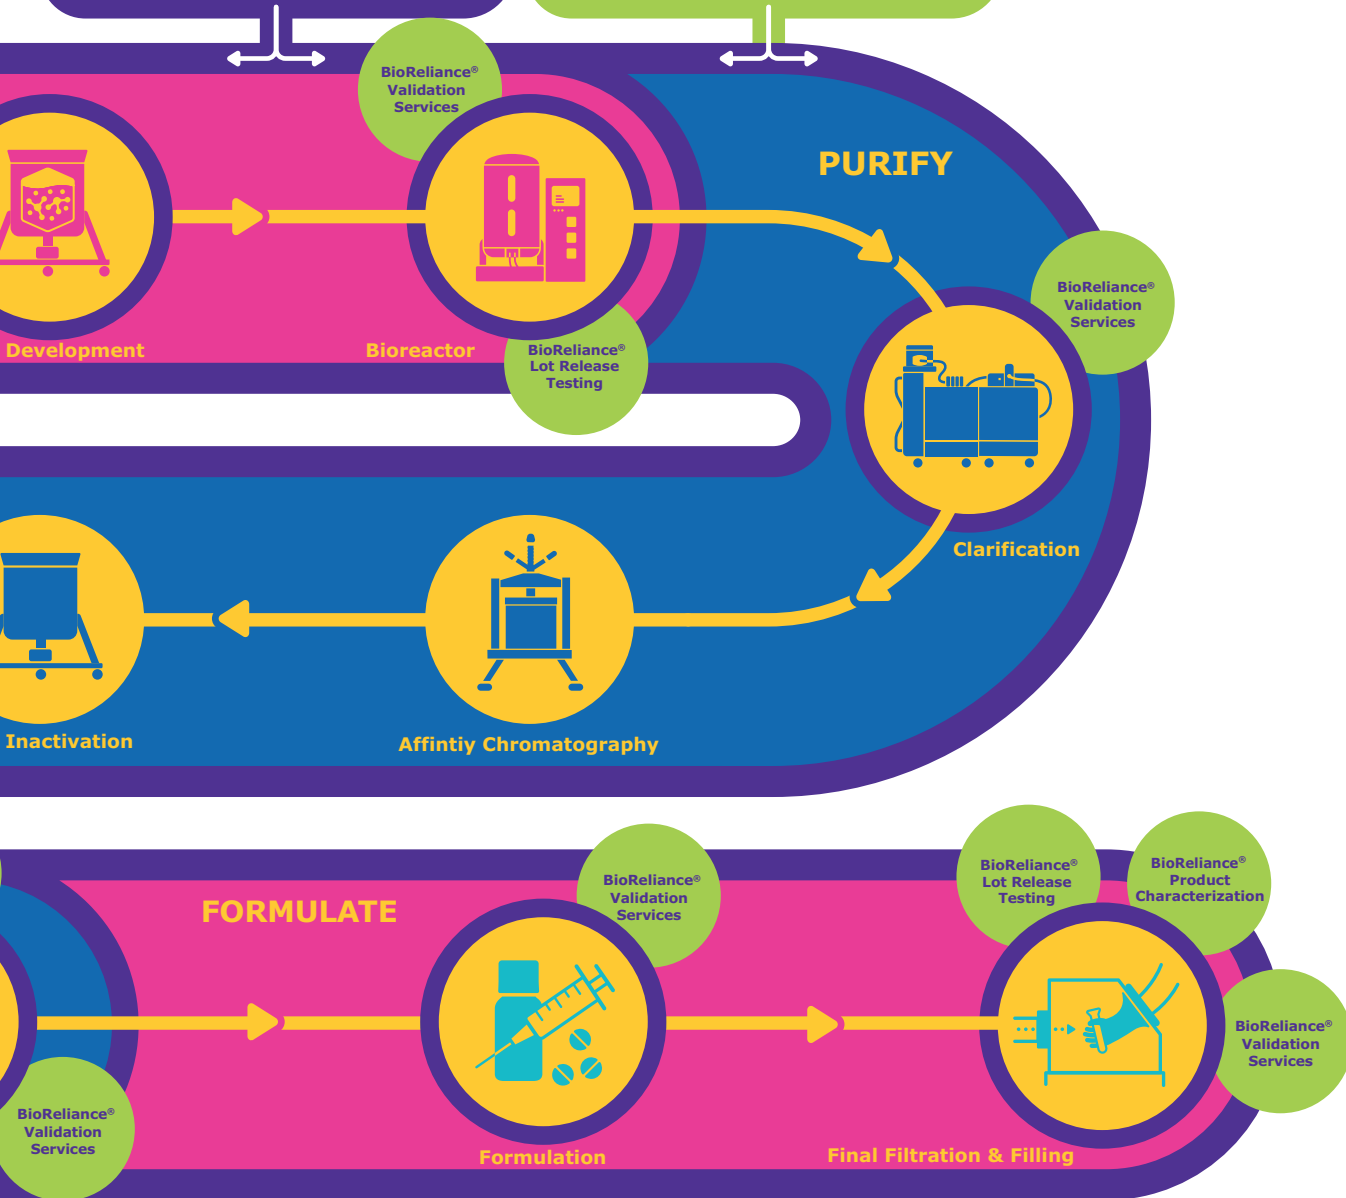 BioReliance®
Validation
Services
PURIFY
BioReliance®
Validation
Services
Development
Bioreactor
BioReliance®
Lot Release
Testing
Clarification
Inactivation
Affintiy Chromatography
BioReliance®
Lot Release
Testing
BioReliance®
Product
Characterization
BioReliance®
Validation
Services
FORMULATE
BioReliance®
Validation
Services
BioReliance®
Validation
Services
Formulation
Final Filtration & Filling